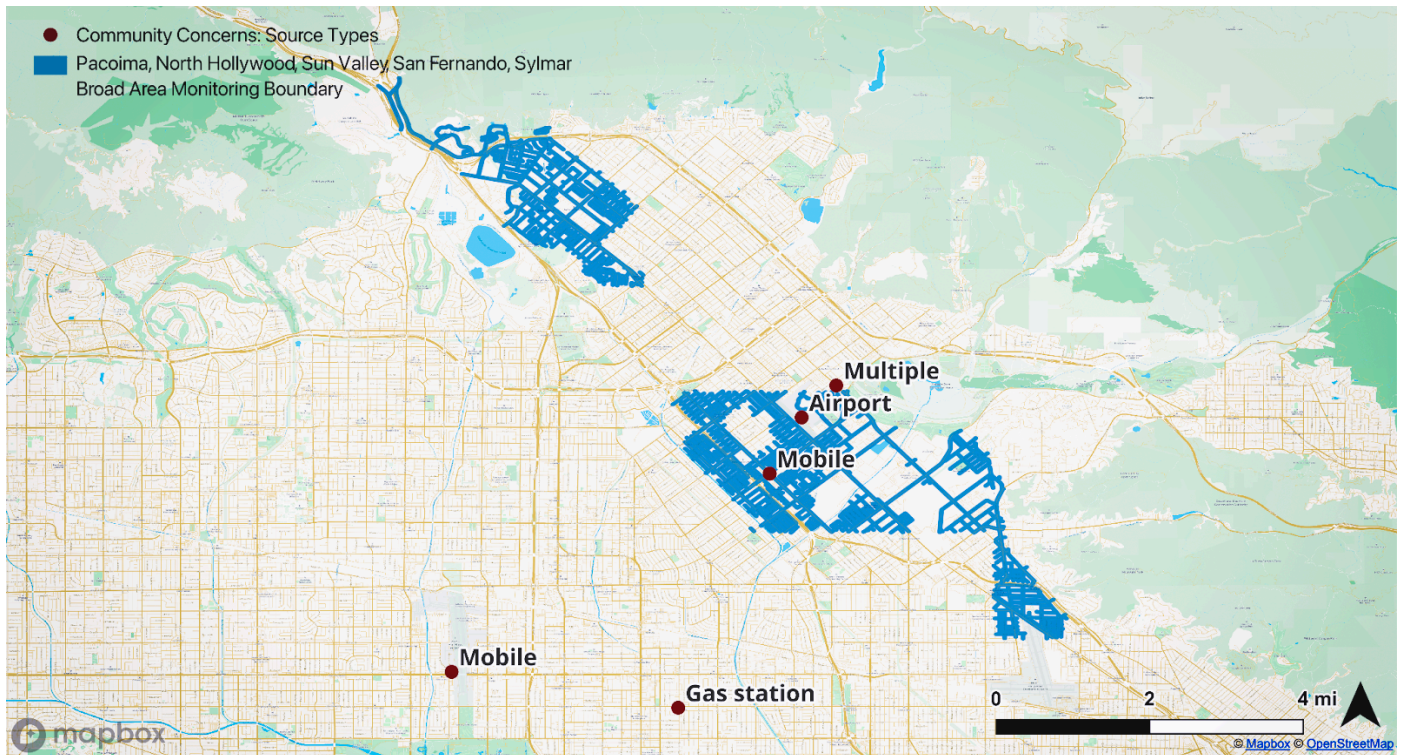 Community Concerns: Source Types
Pacoima, North Hollywood, Sun Valley, San Fernando, Sylmar
Broad Area Monitoring Boundary
Multiple
Airport
Mobile
Mobile
Gas station
0 2 4 mi
mapbox
© Mapbox © OpenStreetMap